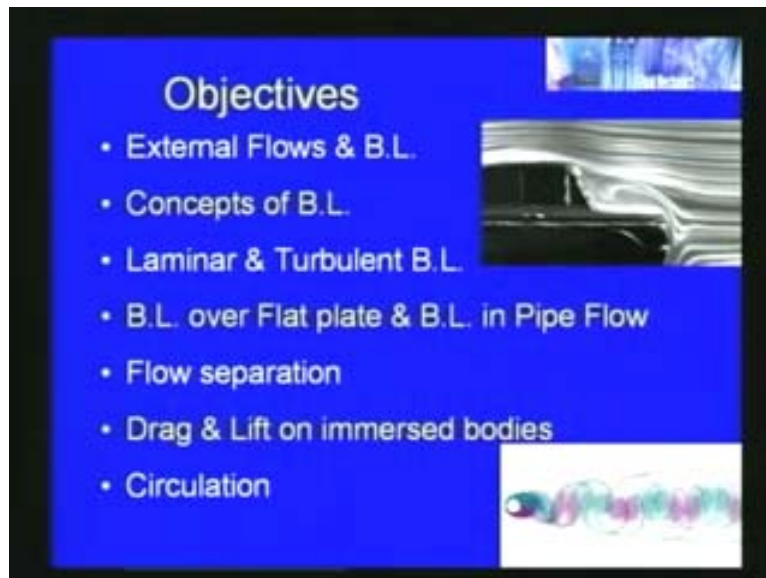 Objectives
• External Flows & B.L.
• Concepts of B.L.
• Laminar & Turbulent B.L.
• B.L. over Flat plate & B.L. in Pipe Flow
• Flow separation
• Drag & Lift on immersed bodies
• Circulation